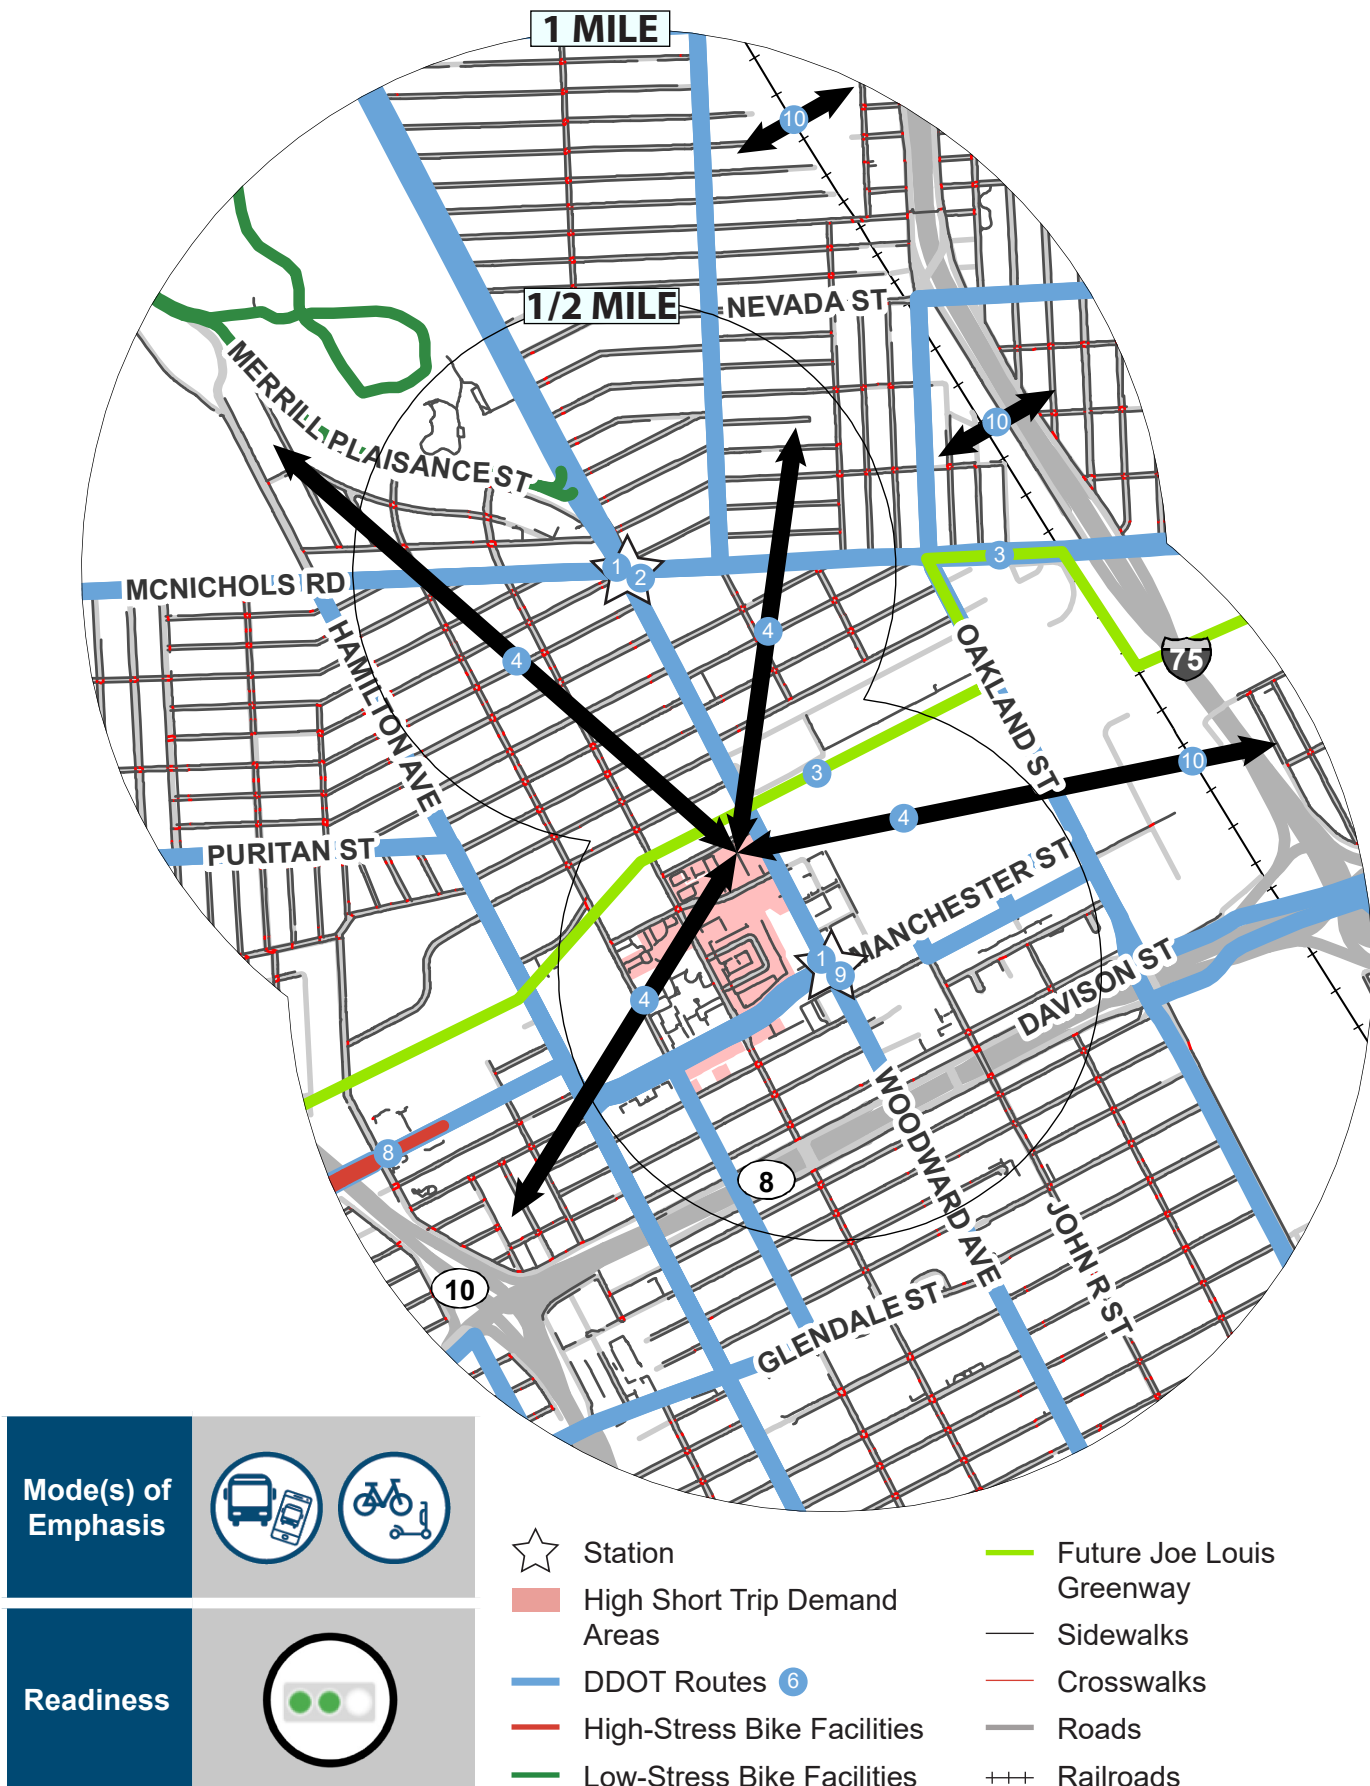 1 MILE
10
1/2 MILE
NEVADA ST
MERRILL PLAISANCE ST
10
1
2
3
MCNICHOLS RD
HAMILTON AVE
4
4
OAKLAND ST
75
3
10
4
PURITAN ST
MANCHESTER ST
1
9
4
DAVISON ST
WOODWARD AVE
8
8
JOHN R ST
10
GLENDALE ST
Mode(s) of
Emphasis
Readiness
Station
High Short Trip Demand
Areas
DDOT Routes 6
High-Stress Bike Facilities
Low-Stress Bike Facilities
Future Joe Louis
Greenway
Sidewalks
Crosswalks
Roads
Railroads